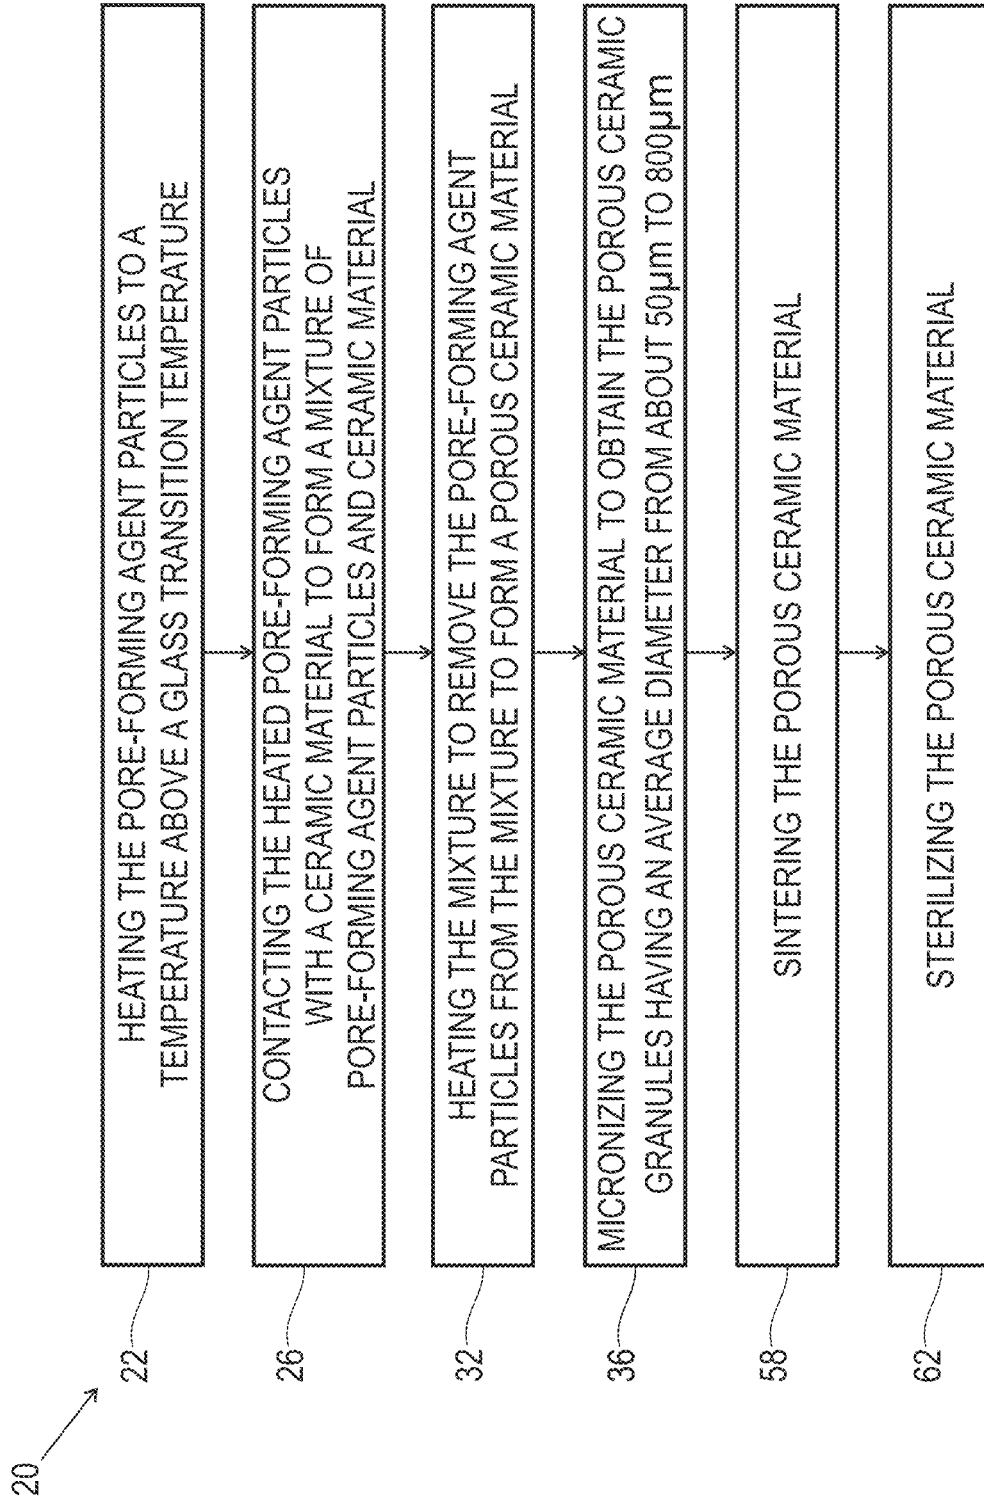 20
22
HEATING THE PORE-FORMING AGENT PARTICLES TO A
TEMPERATURE ABOVE A GLASS TRANSITION TEMPERATURE
26
CONTACTING THE HEATED PORE-FORMING AGENT PARTICLES
WITH A CERAMIC MATERIAL TO FORM A MIXTURE OF
PORE-FORMING AGENT PARTICLES AND CERAMIC MATERIAL
32
HEATING THE MIXTURE TO REMOVE THE PORE-FORMING AGENT
PARTICLES FROM THE MIXTURE TO FORM A POROUS CERAMIC MATERIAL
36
MICRONIZING THE POROUS CERAMIC MATERIAL TO OBTAIN THE POROUS CERAMIC
GRANULES HAVING AN AVERAGE DIAMETER FROM ABOUT 50µm TO 800µm
58
SINTERING THE POROUS CERAMIC MATERIAL
62
STERILIZING THE POROUS CERAMIC MATERIAL